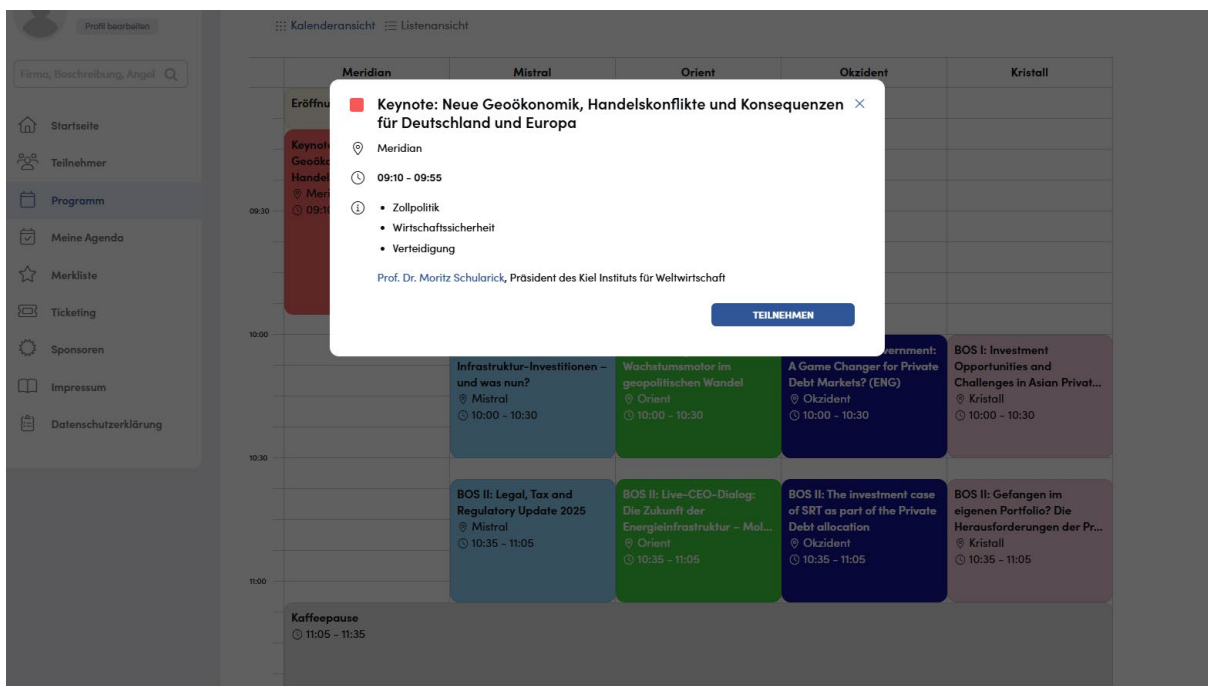 Profil bearbeiten
Firma, Beschreibung, Angel
Startseite
Teilnehmer
Programm
Meine Agenda
Merkliste
Ticketing
Sponsoren
Impressum
Datenschutzerklärung
Kalenderansicht Listenansicht
Meridian Mistral Orient Okzident Kristall
Eröffnu
Keynote: Neue Geoökonomik, Handelskonflikte und Konsequenzen
für Deutschland und Europa
Meridian
09:10 - 09:55
Zollpolitik
Wirtschaftssicherheit
Verteidigung
Prof. Dr. Moritz Schularick, Präsident des Kiel Instituts für Weltwirtschaft
TEILNEHMEN
Handel
Meri
09:30
10:00
Infrastruktur-Investitionen –
und was nun?
Mistral
10:00 - 10:30
Wachstumsmotor im
geopolitischen Wandel
Orient
10:00 - 10:30
A Game Changer for Private
Debt Markets? (ENG)
Okzident
10:00 - 10:30
BOS I: Investment
Opportunities and
Challenges in Asian Privat...
Kristall
10:00 - 10:30
10:30
BOS II: Legal, Tax and
Regulatory Update 2025
Mistral
10:35 - 11:05
BOS II: Live-CEO-Dialog:
Die Zukunft der
Energieinfrastruktur – Mol...
Orient
10:35 - 11:05
BOS II: The investment case
of SRT as part of the Private
Debt allocation
Okzident
10:35 - 11:05
BOS II: Gefangen im
eigenen Portfolio? Die
Herausforderungen der Pr...
Kristall
10:35 - 11:05
11:00
Kaffeepause
11:05 - 11:35